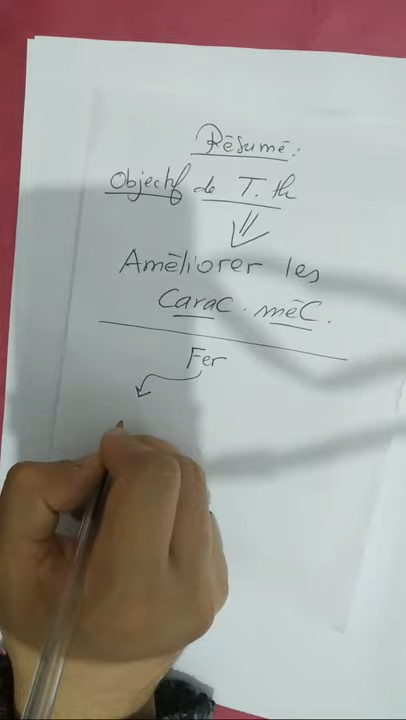 Résumé:
Objectif de T. th
Améliorer les
Carac. méC.
Fer